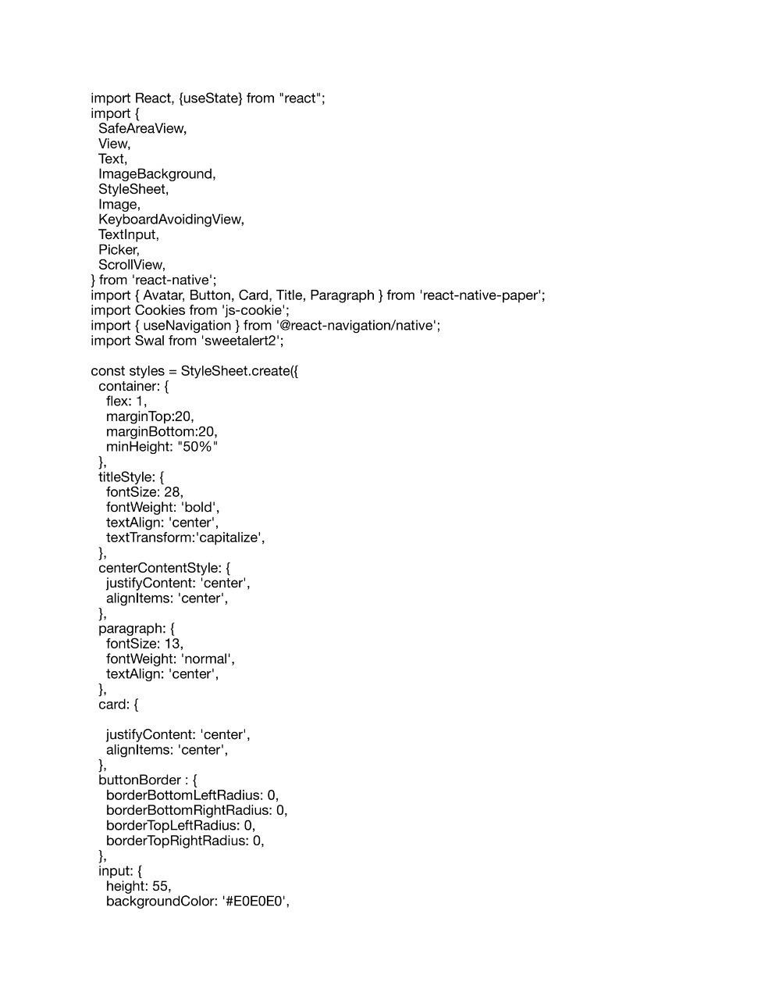 import React, {useState} from "react";
import {
  SafeAreaView,
  View,
  Text,
  ImageBackground,
  StyleSheet,
  Image,
  KeyboardAvoidingView,
  TextInput,
  Picker,
  ScrollView,
} from 'react-native';
import { Avatar, Button, Card, Title, Paragraph } from 'react-native-paper';
import Cookies from 'js-cookie';
import { useNavigation } from '@react-navigation/native';
import Swal from 'sweetalert2';

const styles = StyleSheet.create({
  container: {
    flex: 1,
    marginTop:20,
    marginBottom:20,
    minHeight: "50%"
  },
  titleStyle: {
    fontSize: 28,
    fontWeight: 'bold',
    textAlign: 'center',
    textTransform:'capitalize',
  },
  centerContentStyle: {
    justifyContent: 'center',
    alignItems: 'center',
  },
  paragraph: {
    fontSize: 13,
    fontWeight: 'normal',
    textAlign: 'center',
  },
  card: {

    justifyContent: 'center',
    alignItems: 'center',
  },
  buttonBorder : {
    borderBottomLeftRadius: 0,
    borderBottomRightRadius: 0,
    borderTopLeftRadius: 0,
    borderTopRightRadius: 0,
  },
  input: {
    height: 55,
    backgroundColor: '#E0E0E0',